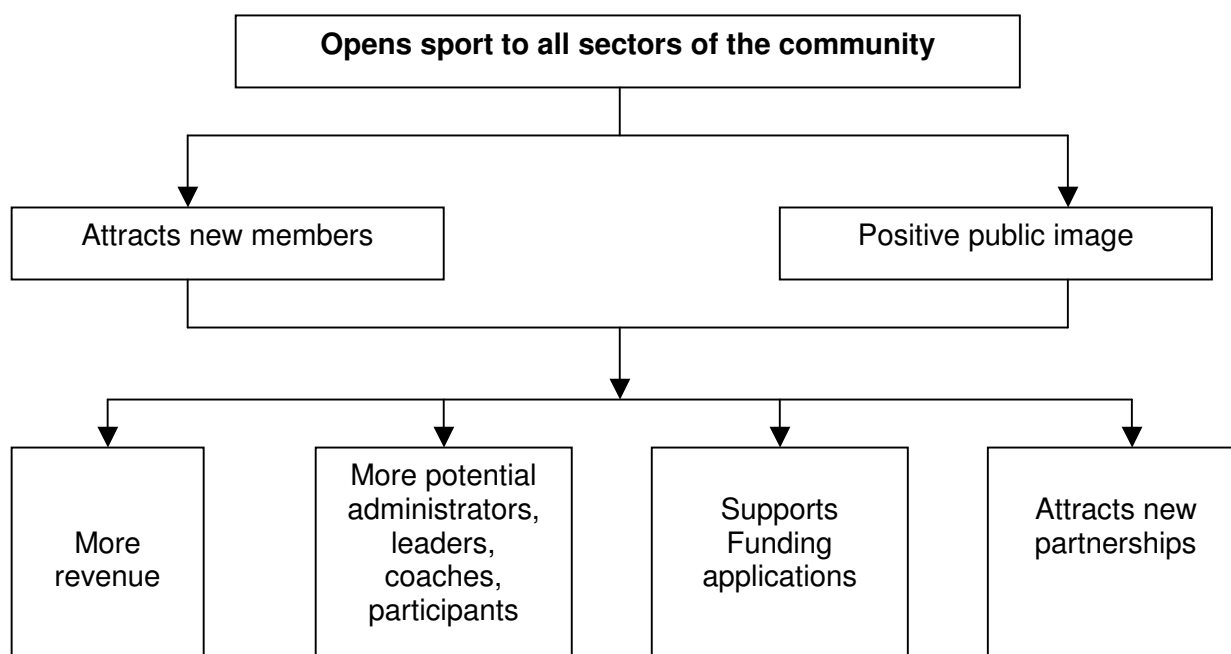 Opens sport to all sectors of the community
Attracts new members
Positive public image
More
revenue
More potential
administrators,
leaders,
coaches,
participants
Supports
Funding
applications
Attracts new
partnerships